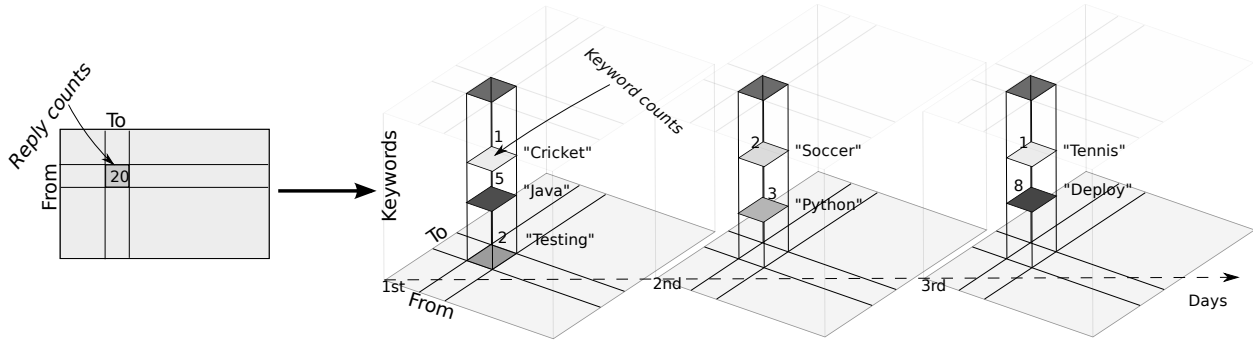 Reply counts
To
From
20
Keywords
To
From
Keyword counts
1
"Cricket"
5
"Java"
2
"Testing"
1st
2
"Soccer"
3
"Python"
2nd
1
"Tennis"
8
"Deploy"
3rd
Days